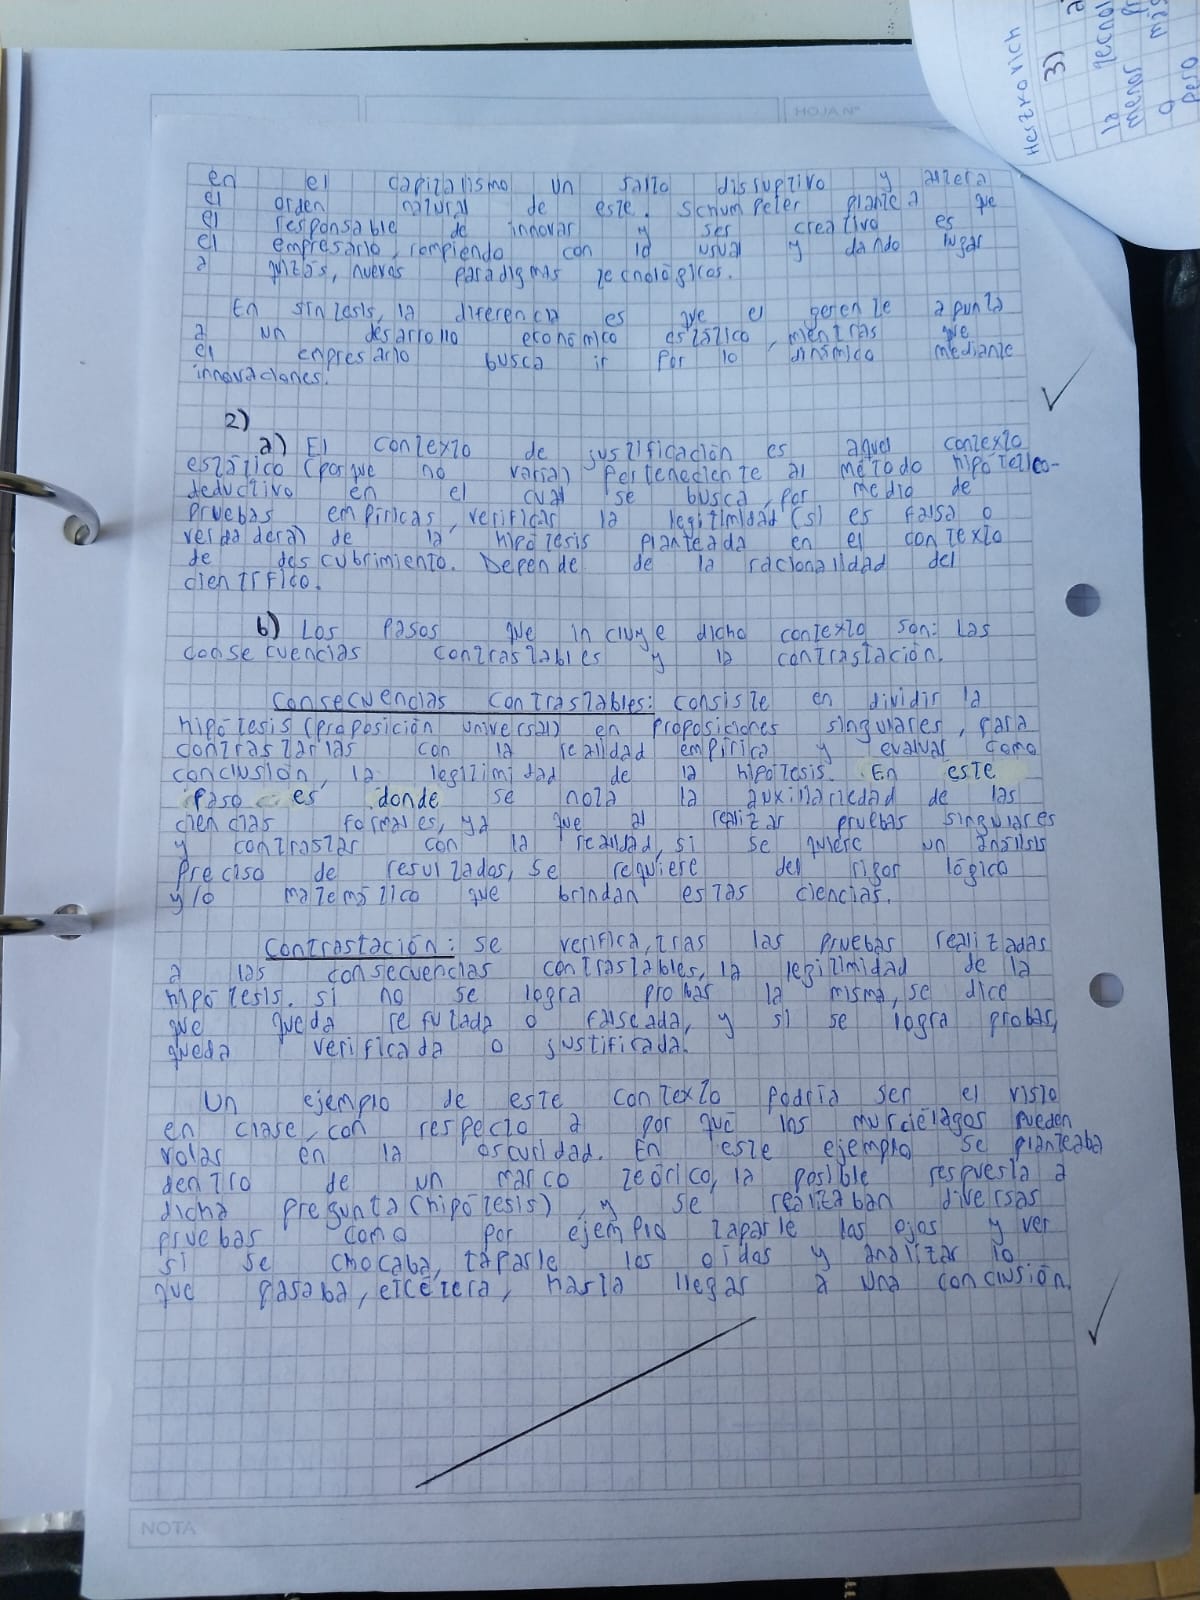 HOJA Nº
Heszkovich
3)
menor
pero
en el capitalismo un salto dissruptivo y altera
el orden natural de este. Schumpeter plantea que
el responsable de innovar y ser creativo es
el empresario, rompiendo con lo usual y dando lugar
a quizás, nuevos paradigmas tecnológicos.
En síntesis, la diferencia es que el gerente apunta
a un desarrollo económico estático, mientras que
el enpresario busca ir por lo dinámico mediante
innovaciones.
2)
a) El contexto de justificación es aquel contexto
estático (porque no varía) perteneciente al método hipotético-
deductivo en el cual se busca, por medio de
pruebas empíricas, verificar la legitimidad (si es falsa o
verdadera) de la hipótesis planteada en el contexto
de descubrimiento. Depende de la racionalidad del
científico.
b) Los pasos que incluye dicho contexto son: las
consecuencias contrastables y la contrastación.
Consecuencias contrastables: consiste en dividir la
hipótesis (proposición universal) en proposiciones singulares, para
contrastarlas con la realidad empírica y evaluar como
conclusión, la legitimidad de la hipótesis. En este
paso es donde se nota la auxiliariedad de las
ciencias formales, ya que al realizar pruebas singulares
y contrastar con la realidad, si se quiere un análisis
preciso de resultados, se requiere del rigor lógico
y/o matemático que brindan estas ciencias.
Contrastación: se verifica, tras las pruebas realizadas
a las consecuencias contrastables, la legitimidad de la
hipótesis. si no se logra probar la misma, se dice
que queda refutada o falseada, y si se logra probar,
queda verificada o justificada.
Un ejemplo de este contexto podría ser el visto
en clase, con respecto a por qué los murciélagos pueden
volar en la oscuridad. En este ejemplo se planteaba
dentro de un marco teórico, la posible respuesta a
dicha pregunta (hipótesis), y se realizaban diversas
pruebas como por ejemplo taparle los ojos y ver
si se chocaba, taparle los oídos y analizar lo
que pasaba, etcétera, hasta llegar a una conclusión.
NOTA